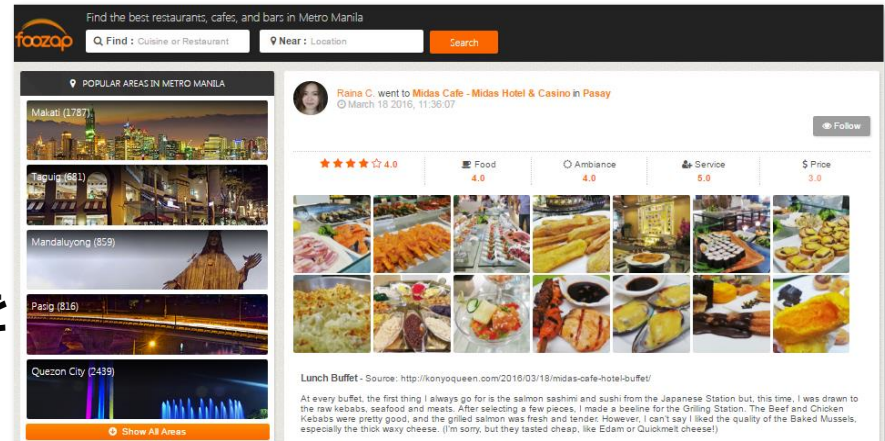 Find the best restaurants, cafes, and bars in Metro Manila
foozap
Find : Cuisine or Restaurant
Near : Location
Search
POPULAR AREAS IN METRO MANILA
Makati (1787)
Taguig (681)
Mandaluyong (859)
Pasig (816)
Quezon City (2439)
Show All Areas
Raina C. went to Midas Cafe - Midas Hotel & Casino in Pasay
March 18 2016, 11:36:07
Follow
4.0
Food
4.0
Ambiance
4.0
Service
5.0
$ Price
3.0
Lunch Buffet - Source: http://konyoqueen.com/2016/03/18/midas-cafe-hotel-buffet/
At every buffet, the first thing I always go for is the salmon sashimi and sushi from the Japanese Station but, this time, I was drawn to
the raw kebabs, seafood and meats. After selecting a few pieces, I made a beeline for the Grilling Station. The Beef and Chicken
Kebabs were pretty good, and the grilled salmon was fresh and tender. However, I can't say I liked the quality of the Baked Mussels,
especially the thick waxy cheese. (I'm sorry, but they tasted cheap, like Edam or Quickmelt cheese!)